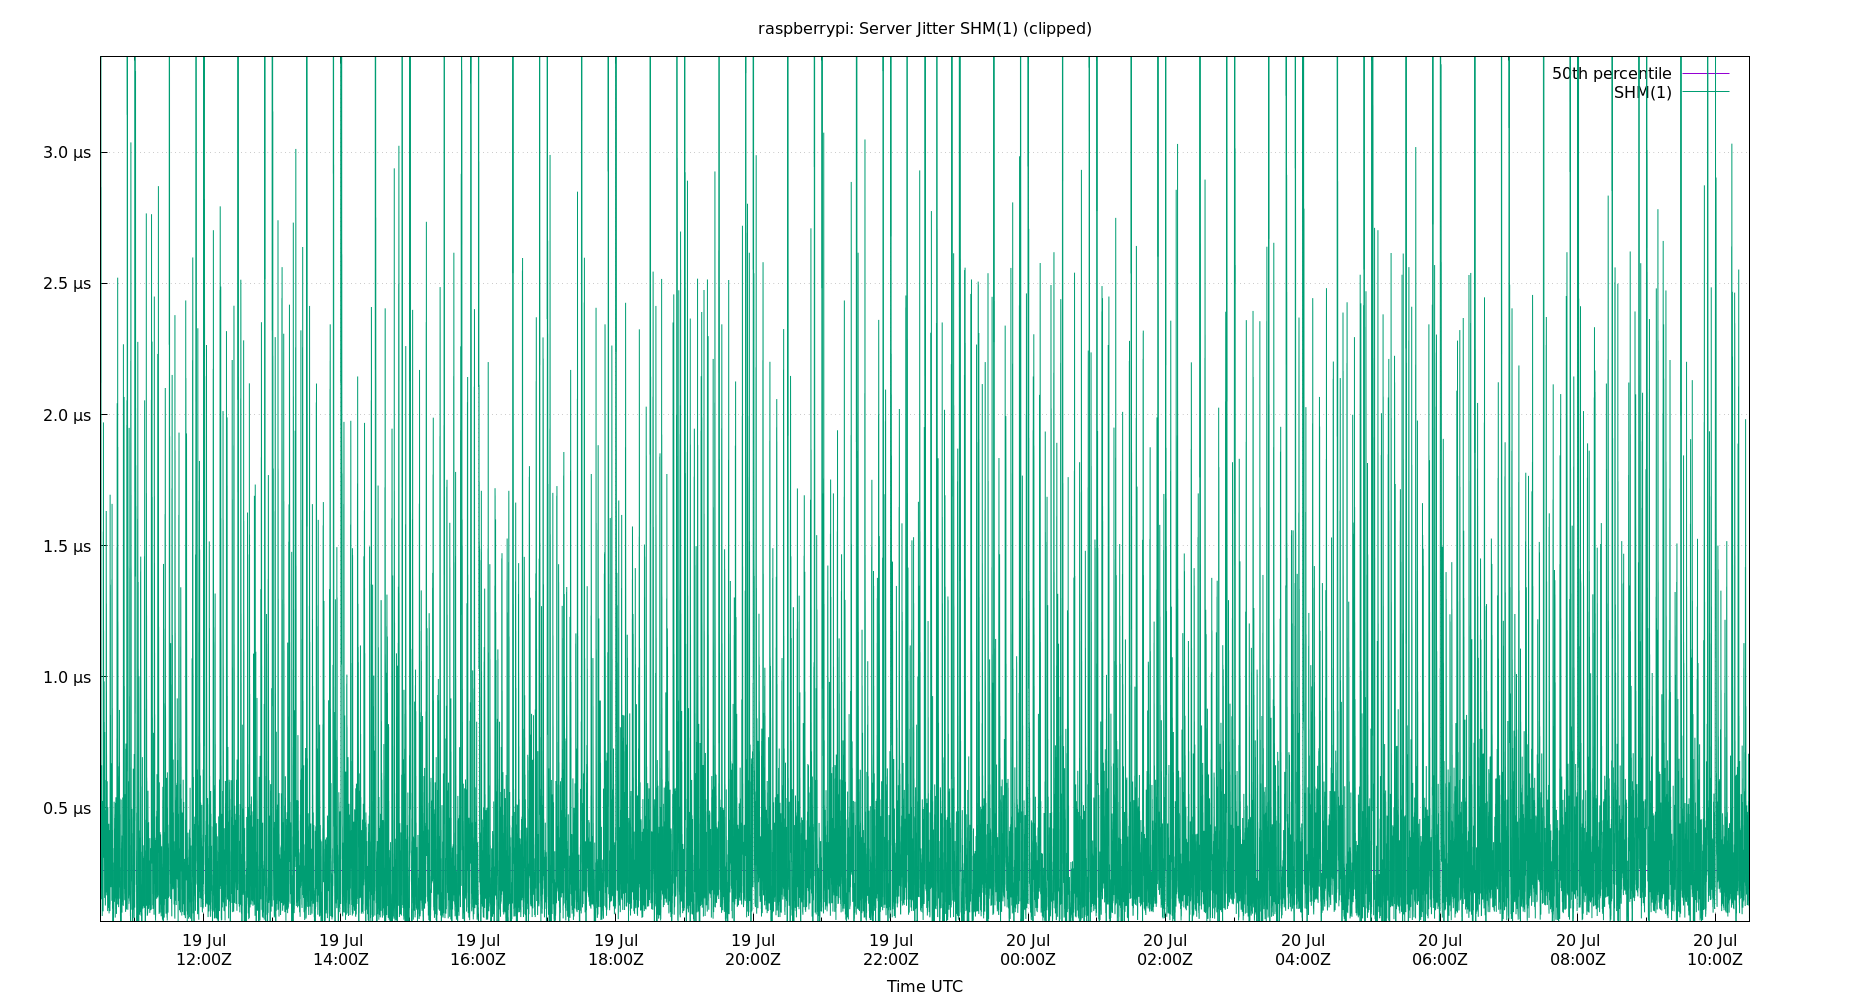 raspberrypi: Server Jitter SHM(1) (clipped)
50th percentile
SHM(1)
3.0 µs
2.5 µs
2.0 µs
1.5 µs
1.0 µs
0.5 µs
19 Jul 19 Jul 19 Jul 19 Jul 19 Jul 19 Jul 20 Jul 20 Jul 20 Jul 20 Jul 20 Jul 20 Jul
12:00Z 14:00Z 16:00Z 18:00Z 20:00Z 22:00Z 00:00Z 02:00Z 04:00Z 06:00Z 08:00Z 10:00Z
Time UTC